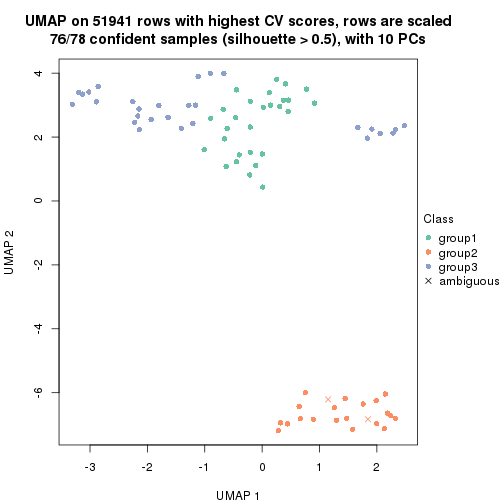 UMAP on 51941 rows with highest CV scores, rows are scaled
76/78 confident samples (silhouette > 0.5), with 10 PCs
4
2
0
-2
-4
-6
UMAP 2
-3
-2
-1
0
1
2
UMAP 1
Class
group1
group2
group3
ambiguous